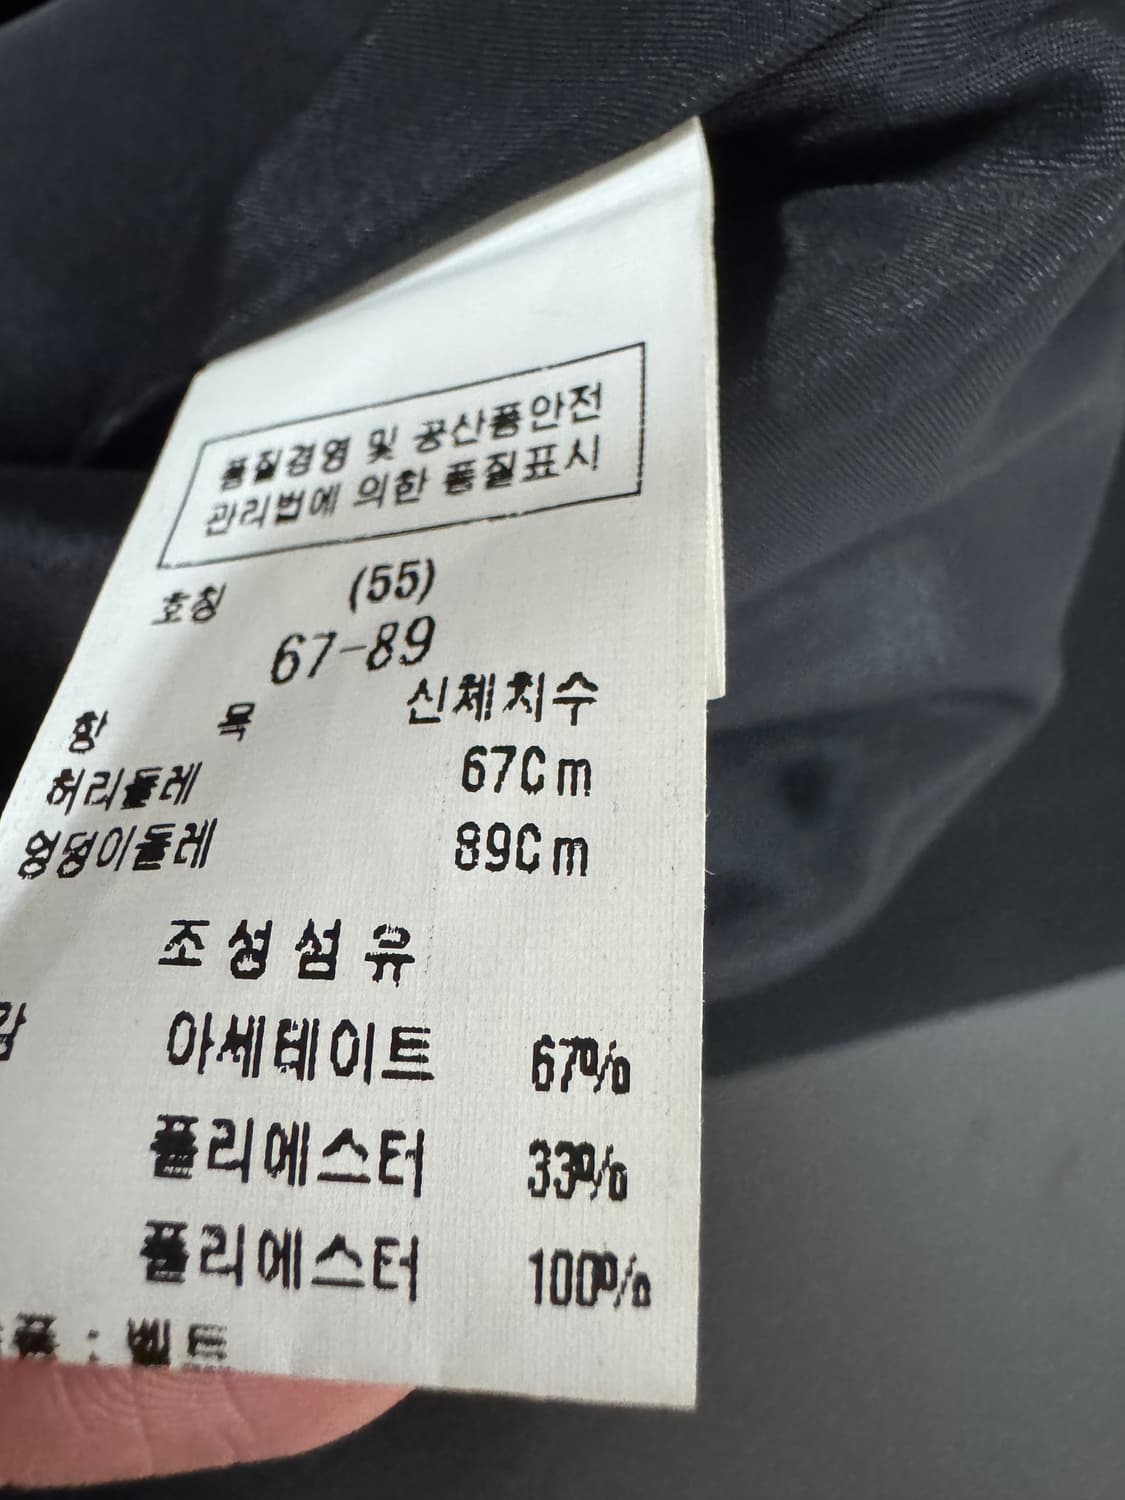 품질경영 및 공산품안전
관리법에 의한 품질표시
호칭 (55)
67-89
항 목 신체치수
허리둘레 67Cm
엉덩이둘레 89Cm
조성섬유
아세테이트 67%
폴리에스터 33%
폴리에스터 100%
: 벨트